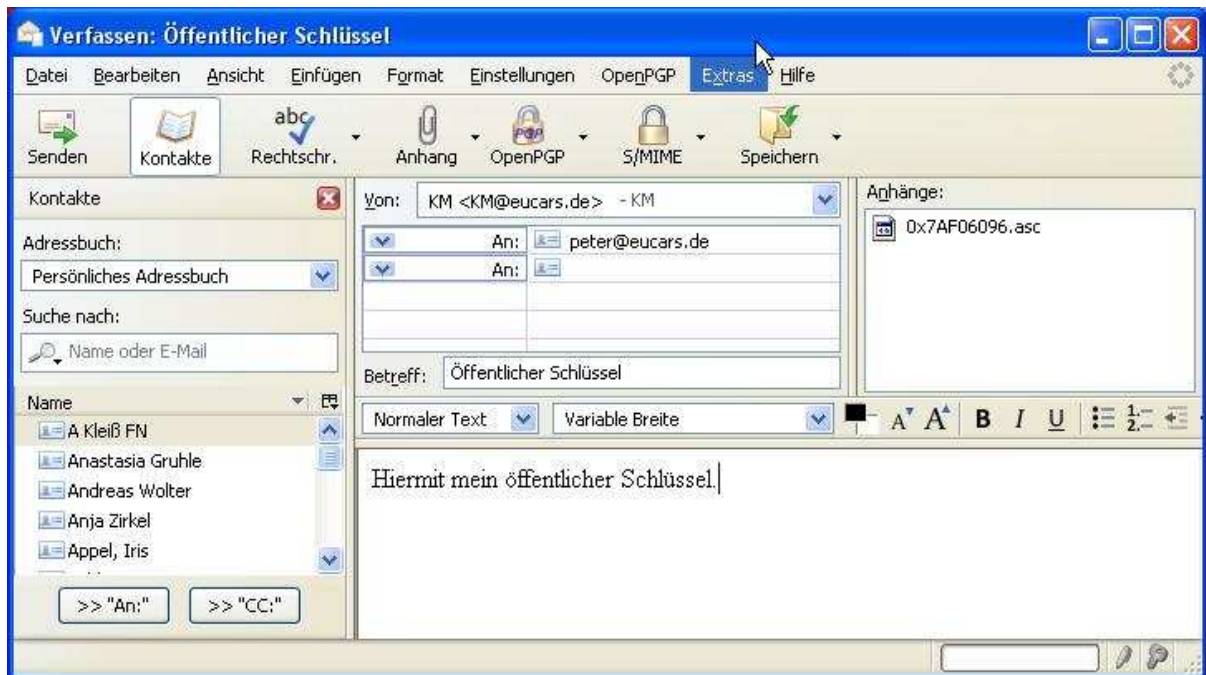 Verfassen: Öffentlicher Schlüssel
Datei Bearbeiten Ansicht Einfügen Format Einstellungen OpenPGP Extras Hilfe
Senden Kontakte abc Rechtschr. Anhang PGP OpenPGP S/MIME Speichern
Kontakte
Adressbuch:
Persönliches Adressbuch
Suche nach:
Name oder E-Mail
Name
A Kleiß FN
Anastasia Gruhle
Andreas Wolter
Anja Zirkel
Appel, Iris
>> "An:" >> "CC:"
Von: KM <KM@eucars.de> - KM
An: peter@eucars.de
An:
Betreff: Öffentlicher Schlüssel
Anhänge:
0x7AF06096.asc
Normaler Text Variable Breite A A B I U
Hiermit mein öffentlicher Schlüssel.